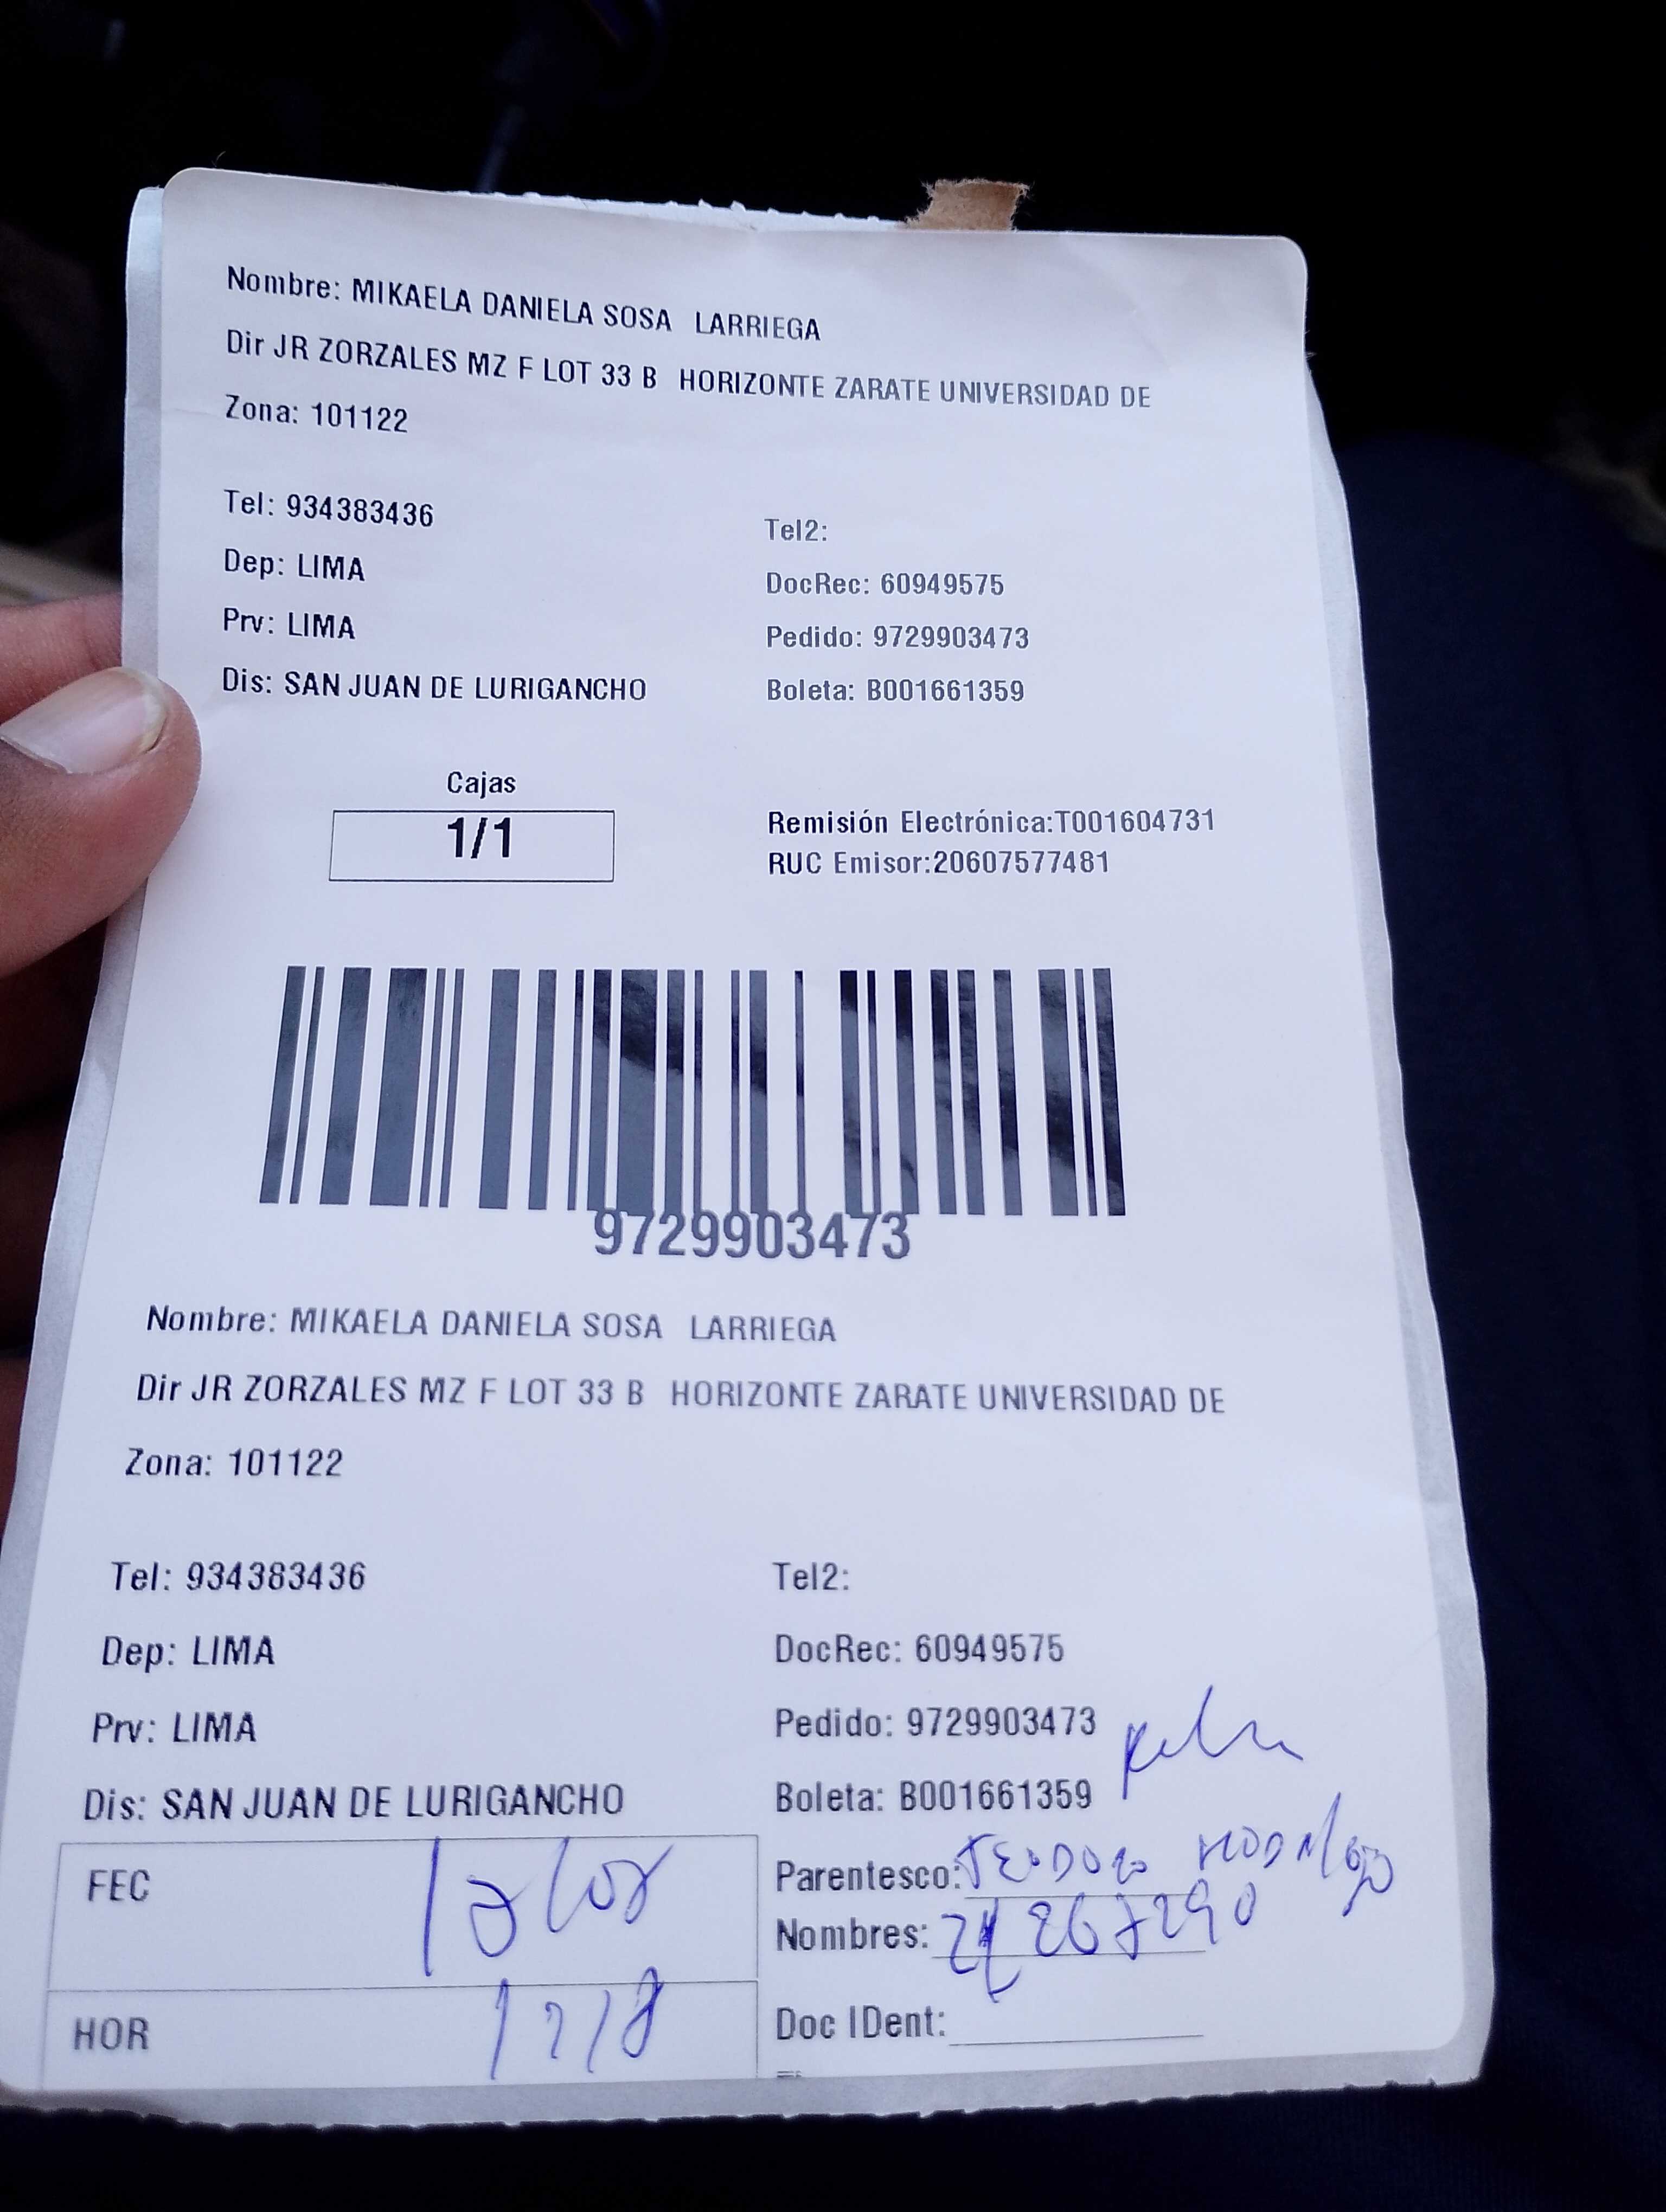 Nombre: MIKAELA DANIELA SOSA LARRIEGA
Dir JR ZORZALES MZ F LOT 33 B HORIZONTE ZARATE UNIVERSIDAD DE
Zona: 101122
Tel: 934383436
Tel2:
Dep: LIMA
DocRec: 60949575
Prv: LIMA
Pedido: 9729903473
Dis: SAN JUAN DE LURIGANCHO
Boleta: B001661359
Cajas
1/1
Remisión Electrónica:T001604731
RUC Emisor:20607577481
9729903473
Nombre: MIKAELA DANIELA SOSA LARRIEGA
Dir JR ZORZALES MZ F LOT 33 B HORIZONTE ZARATE UNIVERSIDAD DE
Zona: 101122
Tel: 934383436
Tel2:
Dep: LIMA
DocRec: 60949575
Prv: LIMA
Pedido: 9729903473
Dis: SAN JUAN DE LURIGANCHO
Boleta: B001661359
FEC
Parentesco: TEODORO
Nombres:
HOR
Doc IDent: